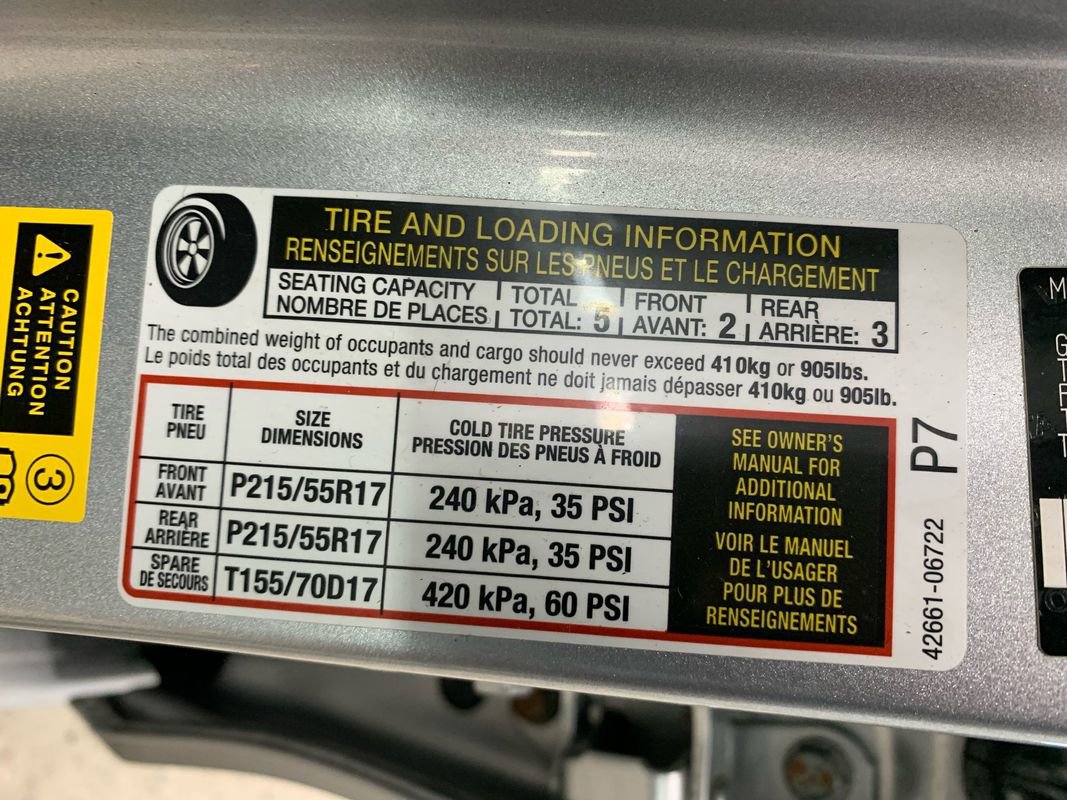 TIRE AND LOADING INFORMATION
RENSEIGNEMENTS SUR LES PNEUS ET LE CHARGEMENT
SEATING CAPACITY | TOTAL | FRONT | REAR
NOMBRE DE PLACES | TOTAL: 5 | AVANT: 2 | ARRIÈRE: 3
The combined weight of occupants and cargo should never exceed 410kg or 905lbs.
Le poids total des occupants et du chargement ne doit jamais dépasser 410kg ou 905lb.
TIRE
PNEU
SIZE
DIMENSIONS
COLD TIRE PRESSURE
PRESSION DES PNEUS À FROID
FRONT
AVANT
P215/55R17
240 kPa, 35 PSI
REAR
ARRIÈRE
P215/55R17
240 kPa, 35 PSI
SPARE
DE SECOURS
T155/70D17
420 kPa, 60 PSI
SEE OWNER'S
MANUAL FOR
ADDITIONAL
INFORMATION
VOIR LE MANUEL
DE L'USAGER
POUR PLUS DE
RENSEIGNEMENTS
P7
42661-06722
CAUTION
ATTENTION
ACHTUNG
3